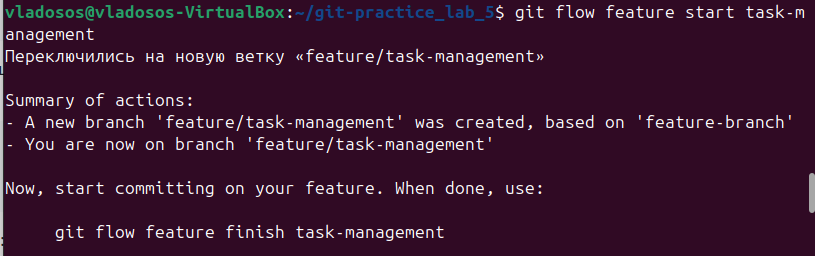 vladosos@vladosos-VirtualBox:~/git-practice_lab_5$ git flow feature start task-m
anagement
Переключились на новую ветку «feature/task-management»
Summary of actions:
- A new branch 'feature/task-management' was created, based on 'feature-branch'
- You are now on branch 'feature/task-management'
Now, start committing on your feature. When done, use:
git flow feature finish task-management